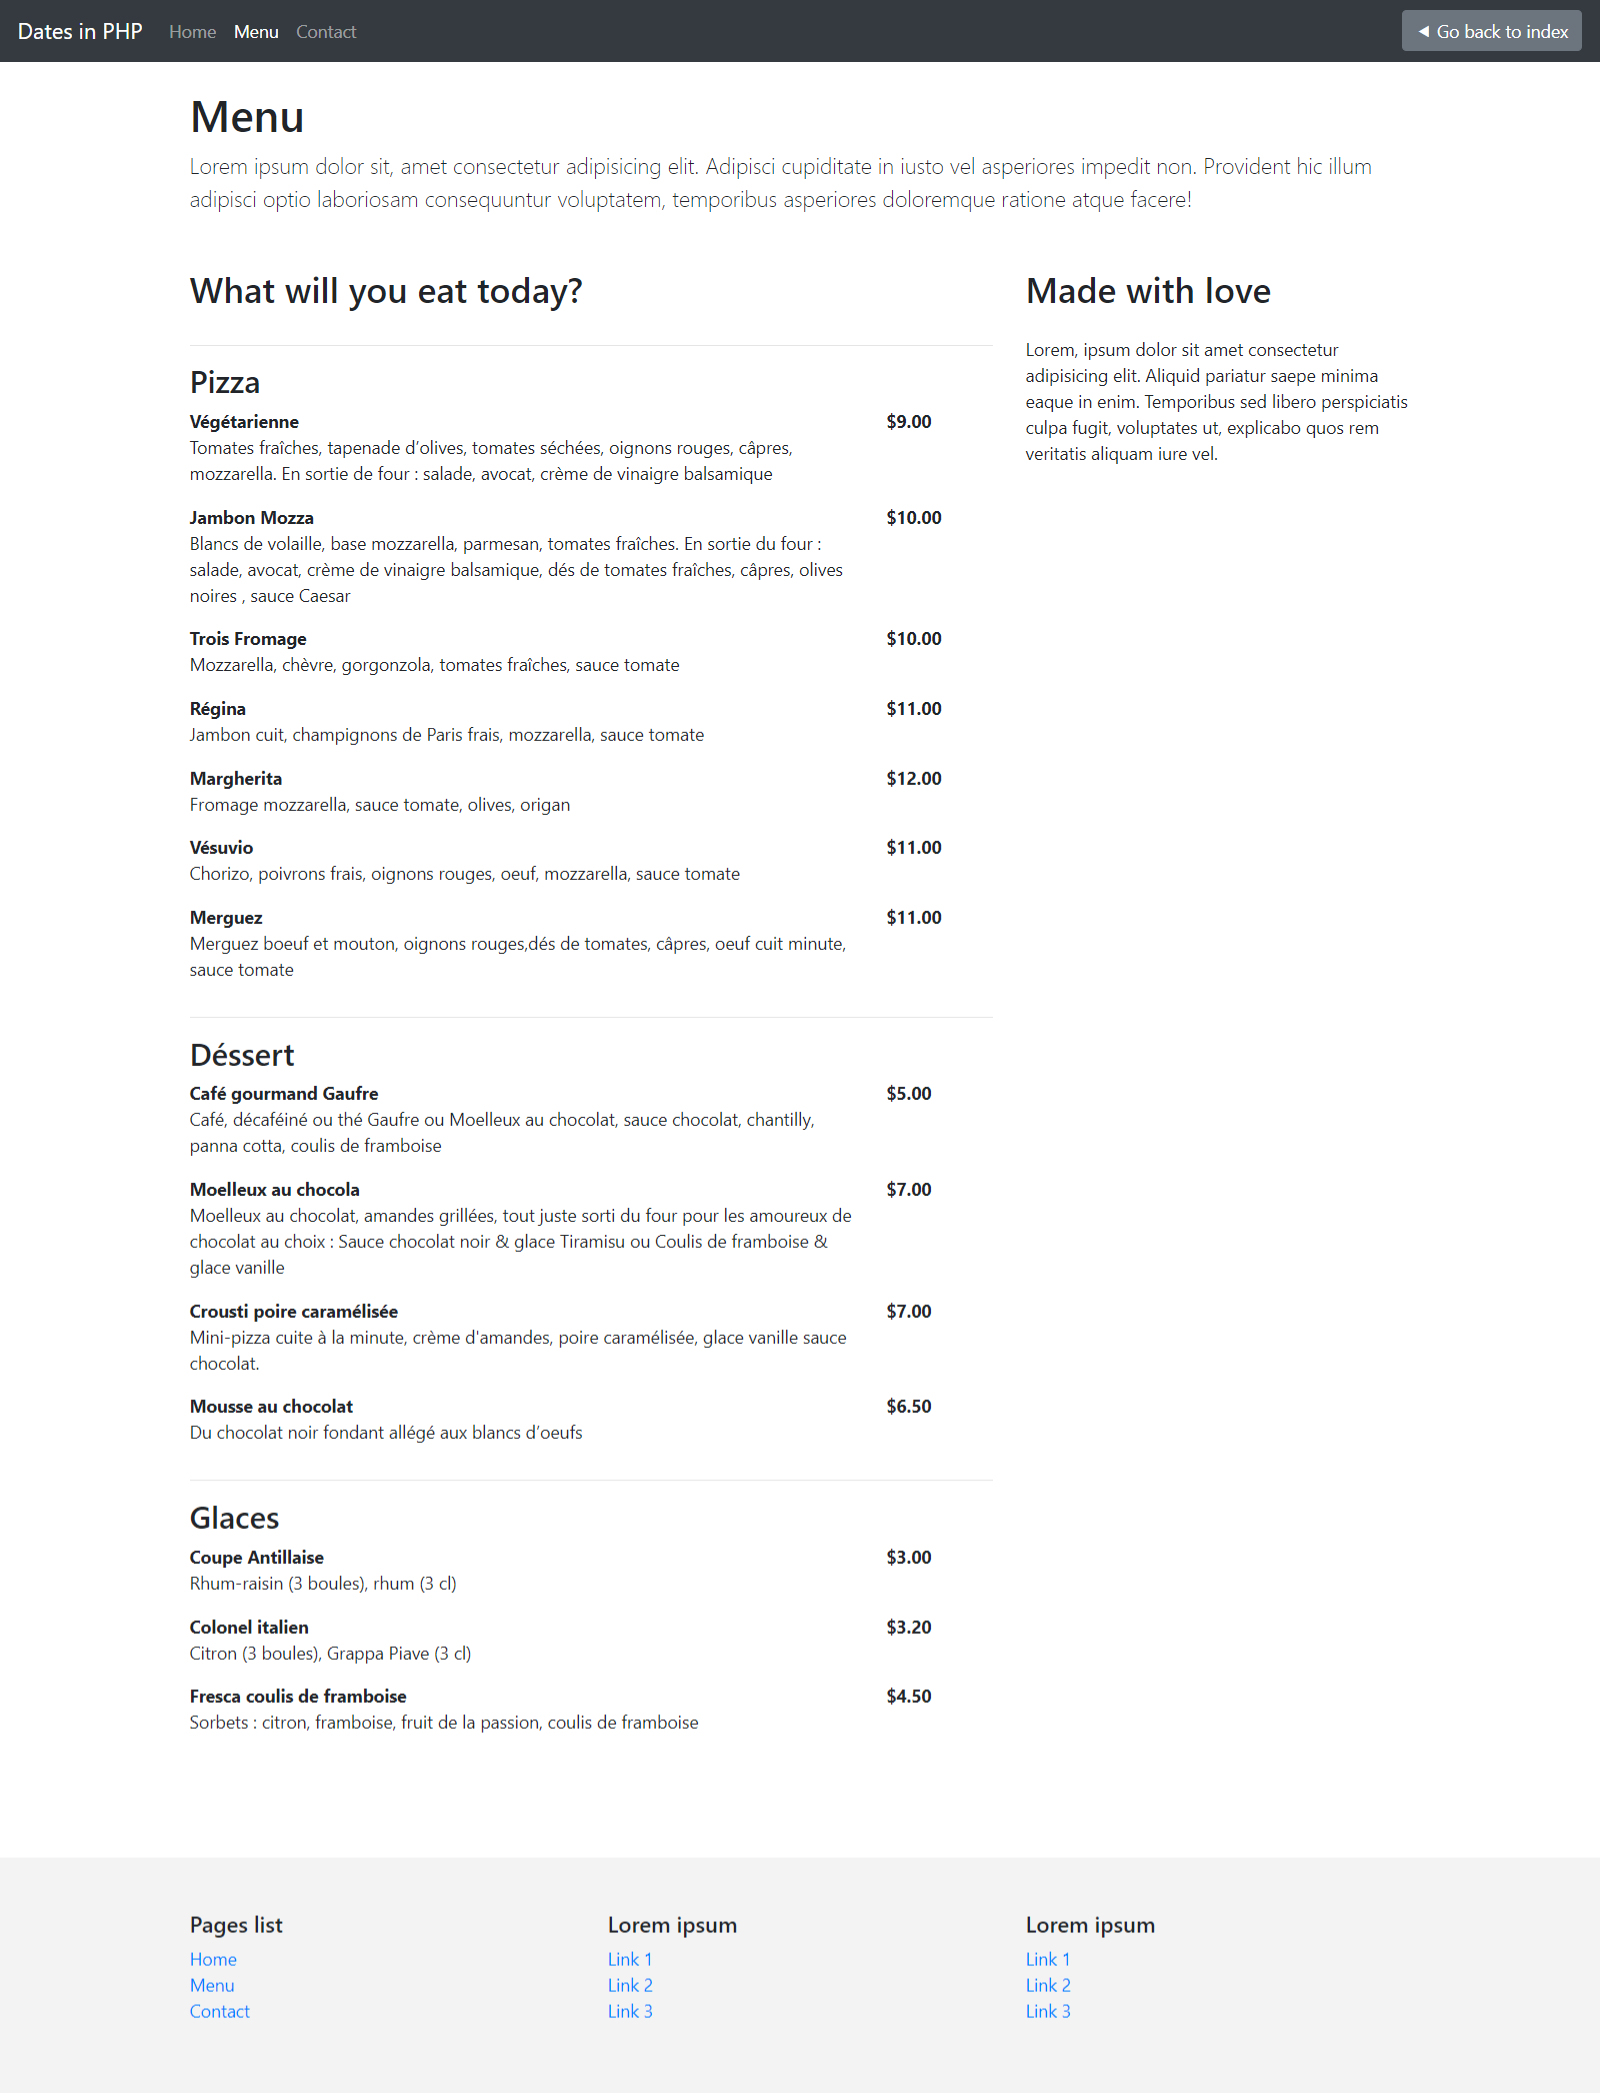 Dates in PHP Home Menu Contact ◄ Go back to index
Menu
Lorem ipsum dolor sit, amet consectetur adipisicing elit. Adipisci cupiditate in iusto vel asperiores impedit non. Provident hic illum
adipisci optio laboriosam consequuntur voluptatem, temporibus asperiores doloremque ratione atque facere!
What will you eat today?
Pizza
Végétarienne $9.00
Tomates fraîches, tapenade d’olives, tomates séchées, oignons rouges, câpres,
mozzarella. En sortie de four : salade, avocat, crème de vinaigre balsamique
Jambon Mozza $10.00
Blancs de volaille, base mozzarella, parmesan, tomates fraîches. En sortie du four :
salade, avocat, crème de vinaigre balsamique, dés de tomates fraîches, câpres, olives
noires , sauce Caesar
Trois Fromage $10.00
Mozzarella, chèvre, gorgonzola, tomates fraîches, sauce tomate
Régina $11.00
Jambon cuit, champignons de Paris frais, mozzarella, sauce tomate
Margherita $12.00
Fromage mozzarella, sauce tomate, olives, origan
Vésuvio $11.00
Chorizo, poivrons frais, oignons rouges, oeuf, mozzarella, sauce tomate
Merguez $11.00
Merguez boeuf et mouton, oignons rouges,dés de tomates, câpres, oeuf cuit minute,
sauce tomate
Déssert
Café gourmand Gaufre $5.00
Café, décaféiné ou thé Gaufre ou Moelleux au chocolat, sauce chocolat, chantilly,
panna cotta, coulis de framboise
Moelleux au chocola $7.00
Moelleux au chocolat, amandes grillées, tout juste sorti du four pour les amoureux de
chocolat au choix : Sauce chocolat noir & glace Tiramisu ou Coulis de framboise &
glace vanille
Crousti poire caramélisée $7.00
Mini-pizza cuite à la minute, crème d'amandes, poire caramélisée, glace vanille sauce
chocolat.
Mousse au chocolat $6.50
Du chocolat noir fondant allégé aux blancs d’oeufs
Glaces
Coupe Antillaise $3.00
Rhum-raisin (3 boules), rhum (3 cl)
Colonel italien $3.20
Citron (3 boules), Grappa Piave (3 cl)
Fresca coulis de framboise $4.50
Sorbets : citron, framboise, fruit de la passion, coulis de framboise
Made with love
Lorem, ipsum dolor sit amet consectetur
adipisicing elit. Aliquid pariatur saepe minima
eaque in enim. Temporibus sed libero perspiciatis
culpa fugit, voluptates ut, explicabo quos rem
veritatis aliquam iure vel.
Pages list
Home
Menu
Contact
Lorem ipsum
Link 1
Link 2
Link 3
Lorem ipsum
Link 1
Link 2
Link 3